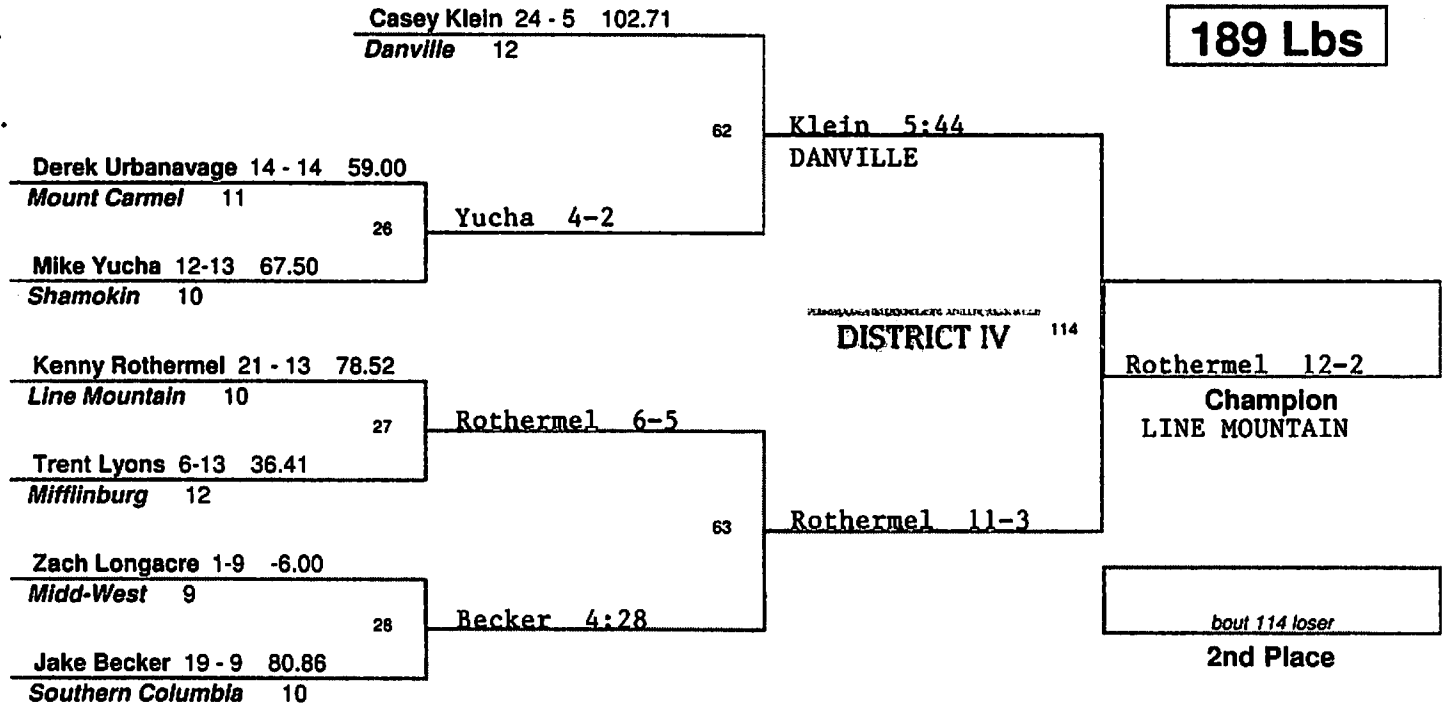 Casey Klein 24 - 5 102.71
Danville 12
189 Lbs
62
Klein 5:44
DANVILLE
Derek Urbanavage 14 - 14 59.00
Mount Carmel 11
26
Yucha 4-2
Mike Yucha 12-13 67.50
Shamokin 10
DISTRICT IV
114
Kenny Rothermel 21 - 13 78.52
Line Mountain 10
Rothermel 12-2
Champion
LINE MOUNTAIN
27
Rothermel 6-5
Trent Lyons 6-13 36.41
Mifflinburg 12
63
Rothermel 11-3
Zach Longacre 1-9 -6.00
Midd-West 9
28
Becker 4:28
bout 114 loser
2nd Place
Jake Becker 19 - 9 80.86
Southern Columbia 10